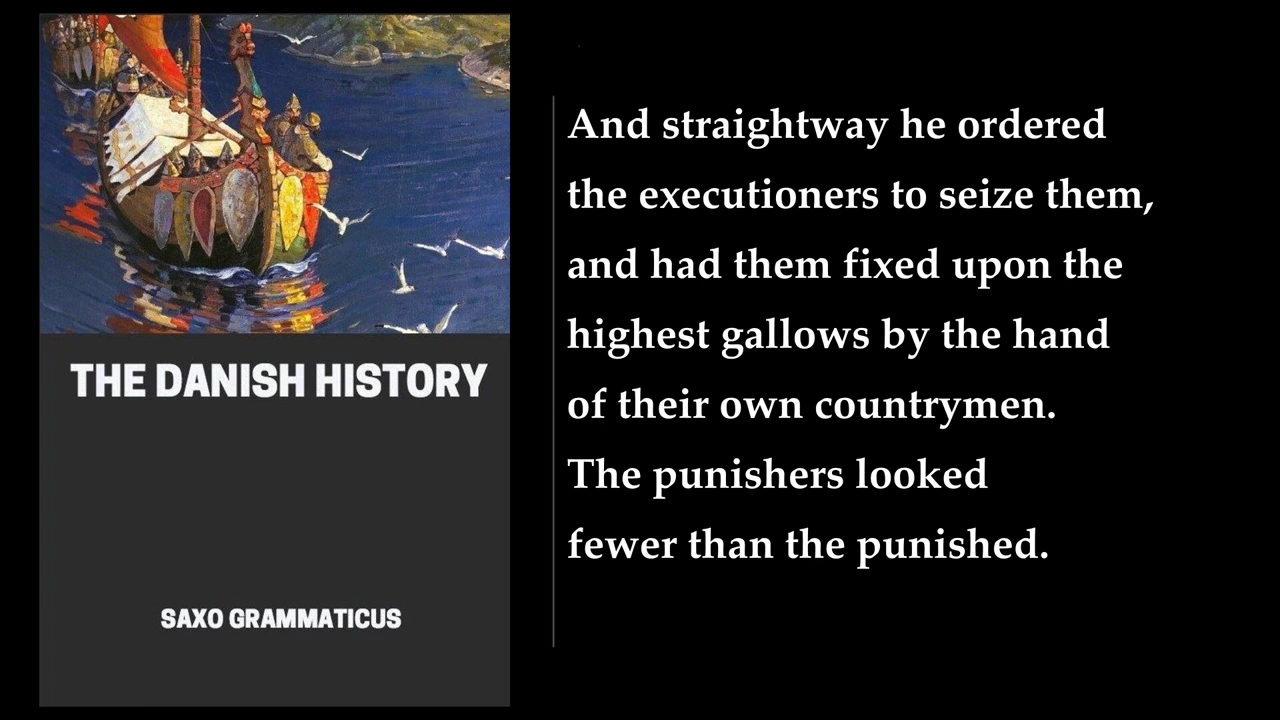 THE DANISH HISTORY
SAXO GRAMMATICUS
And straightway he ordered
the executioners to seize them,
and had them fixed upon the
highest gallows by the hand
of their own countrymen.
The punishers looked
fewer than the punished.